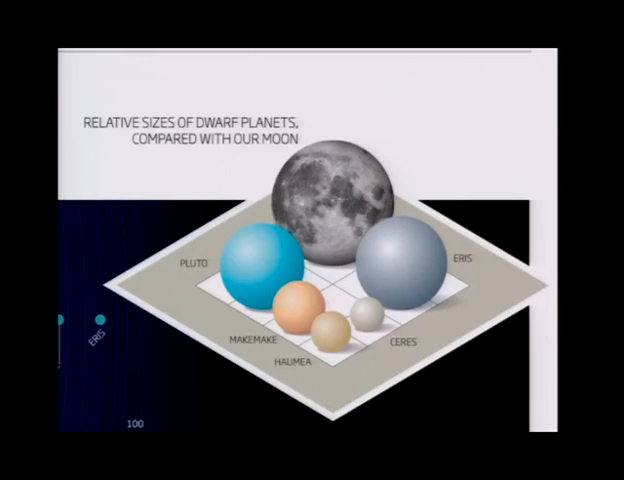 RELATIVE SIZES OF DWARF PLANETS,
COMPARED WITH OUR MOON
PLUTO
ERIS
ERIS
MAKEMAKE
CERES
HAUMEA
100